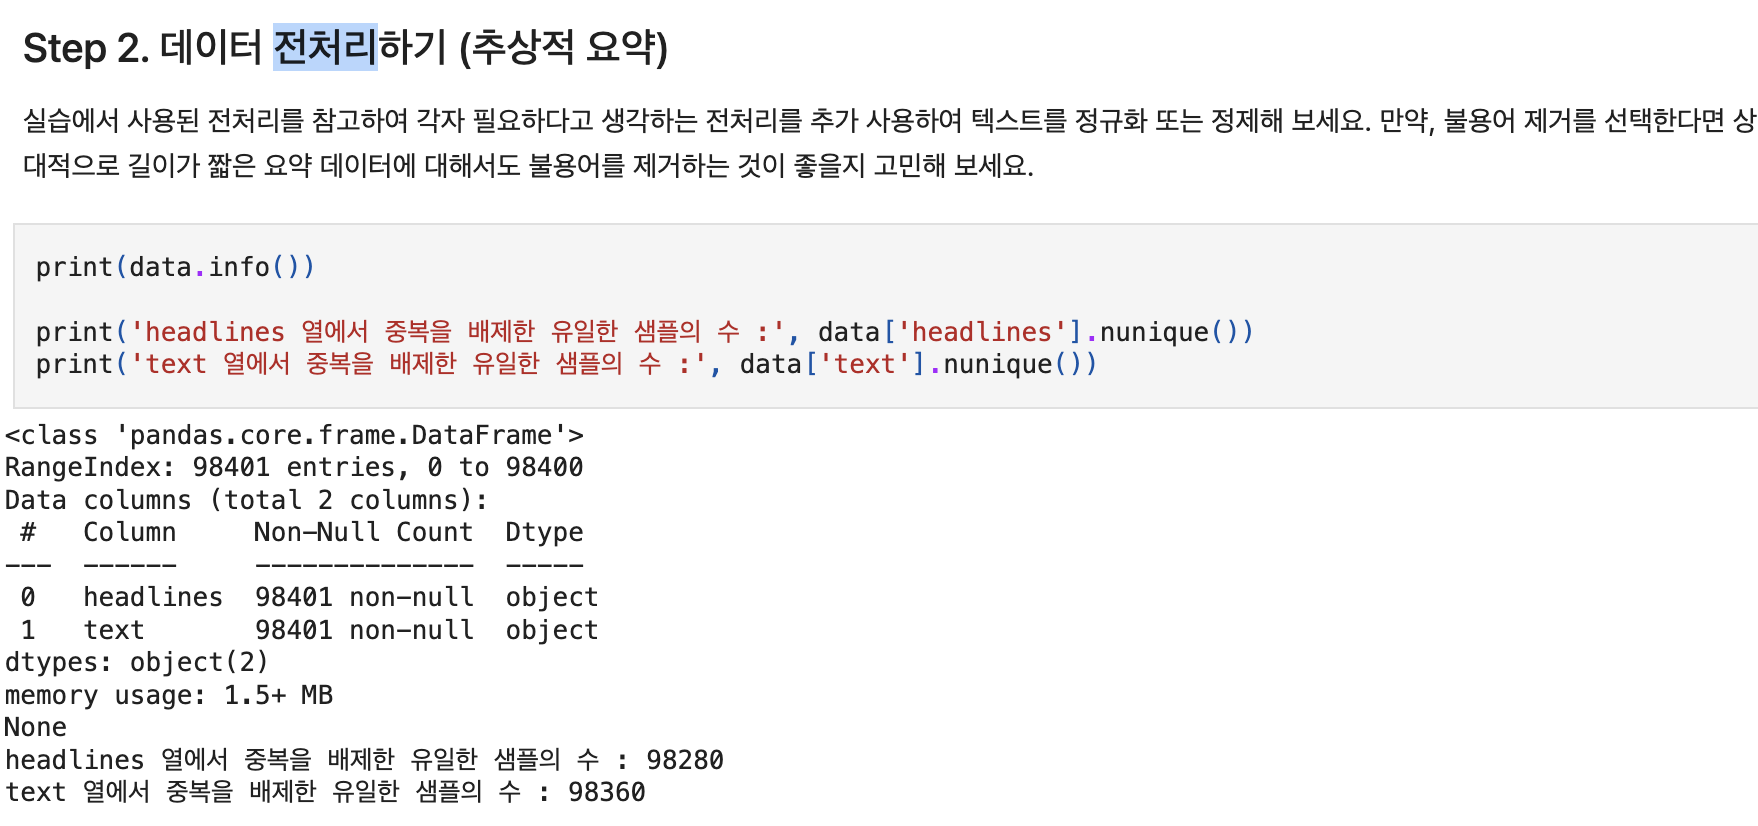 Step 2. 데이터 전처리하기 (추상적 요약)
실습에서 사용된 전처리를 참고하여 각자 필요하다고 생각하는 전처리를 추가 사용하여 텍스트를 정규화 또는 정제해 보세요. 만약, 불용어 제거를 선택한다면 상
대적으로 길이가 짧은 요약 데이터에 대해서도 불용어를 제거하는 것이 좋을지 고민해 보세요.
print(data.info())
print('headlines 열에서 중복을 배제한 유일한 샘플의 수 :', data['headlines'].nunique())
print('text 열에서 중복을 배제한 유일한 샘플의 수 :', data['text'].nunique())
<class 'pandas.core.frame.DataFrame'>
RangeIndex: 98401 entries, 0 to 98400
Data columns (total 2 columns):
 #   Column     Non-Null Count  Dtype
---  ------     --------------  -----
 0   headlines  98401 non-null  object
 1   text       98401 non-null  object
dtypes: object(2)
memory usage: 1.5+ MB
None
headlines 열에서 중복을 배제한 유일한 샘플의 수 : 98280
text 열에서 중복을 배제한 유일한 샘플의 수 : 98360